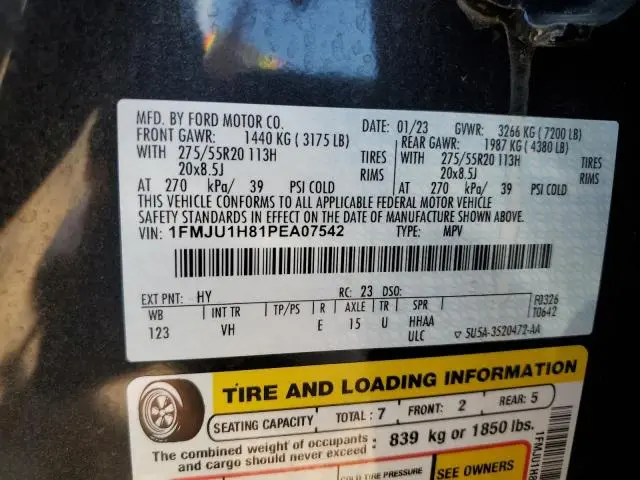 MFD. BY FORD MOTOR CO.
DATE: 01/23 GVWR: 3266 KG ( 7200 LB)
FRONT GAWR: 1440 KG ( 3175 LB)
REAR GAWR: 1987 KG ( 4380 LB)
WITH 275/55R20 113H TIRES
WITH 275/55R20 113H TIRES
20x8.5J RIMS
20x8.5J RIMS
AT 270 kPa/ 39 PSI COLD
AT 270 kPa/ 39 PSI COLD
THIS VEHICLE CONFORMS TO ALL APPLICABLE FEDERAL MOTOR VEHICLE
SAFETY STANDARDS IN EFFECT ON THE DATE OF MANUFACTURE SHOWN ABOVE.
VIN: 1FMJU1H81PEA07542 TYPE: MPV
EXT PNT: HY RC: 23 DSO:
F0326
T0642
WB INT TR TP/PS R AXLE TR SPR
123 VH E 15 U HHAA
ULC 5U5A-3520472-AA
TIRE AND LOADING INFORMATION
SEATING CAPACITY TOTAL : 7 FRONT: 2 REAR: 5
The combined weight of occupants
and cargo should never exceed : 839 kg or 1850 lbs.
COLD TIRE PRESSURE
SEE OWNERS
1FMJU1H8